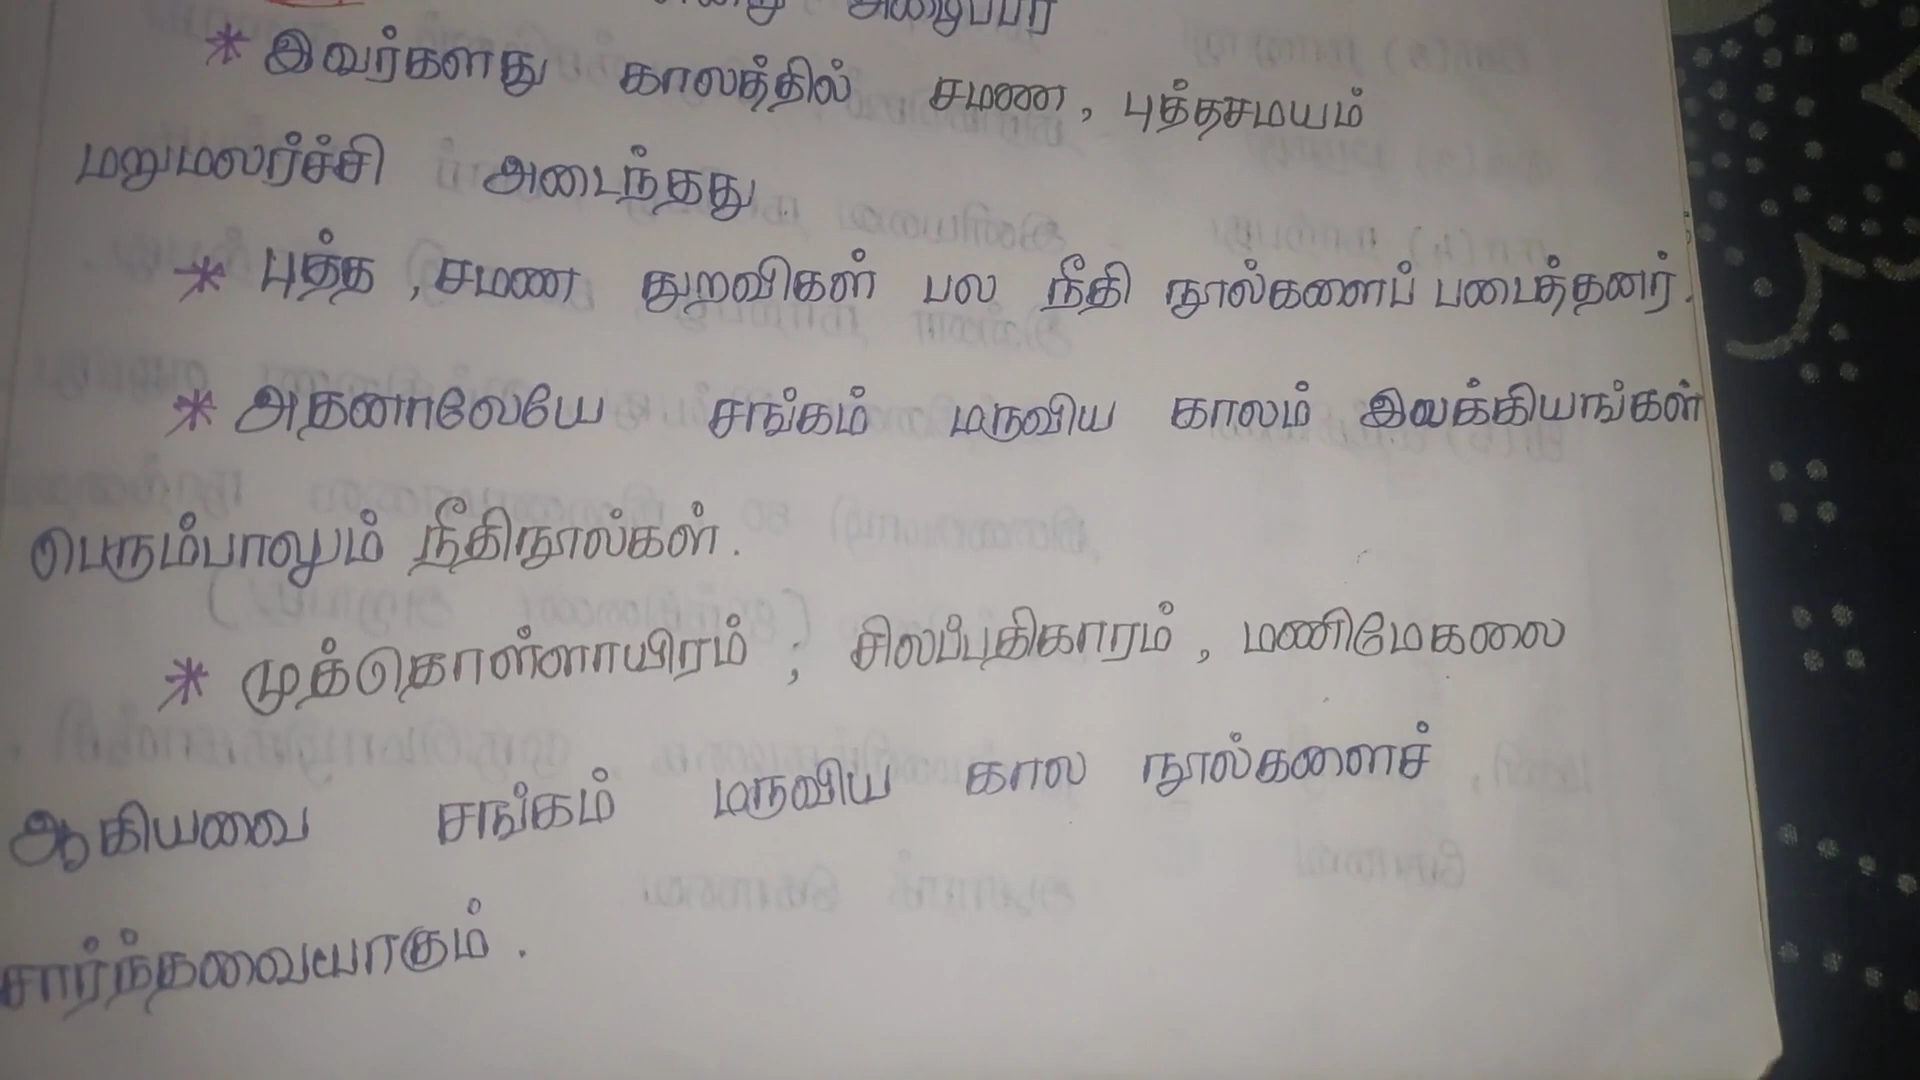 அழைப்பர்
* இவர்களது காலத்தில் சமண, புத்தசமயம்
மறுமலர்ச்சி அடைந்தது
* புத்த, சமண துறவிகள் பல நீதி நூல்களைப் படைத்தனர்.
* அதனாலேயே சங்கம் மருவிய காலம் இலக்கியங்கள்
பெரும்பாலும் நீதிநூல்கள்.
* முத்தொள்ளாயிரம், சிலப்பதிகாரம், மணிமேகலை
ஆகியவை சங்கம் மருவிய கால நூல்களைச்
சார்ந்தவையாகும்.